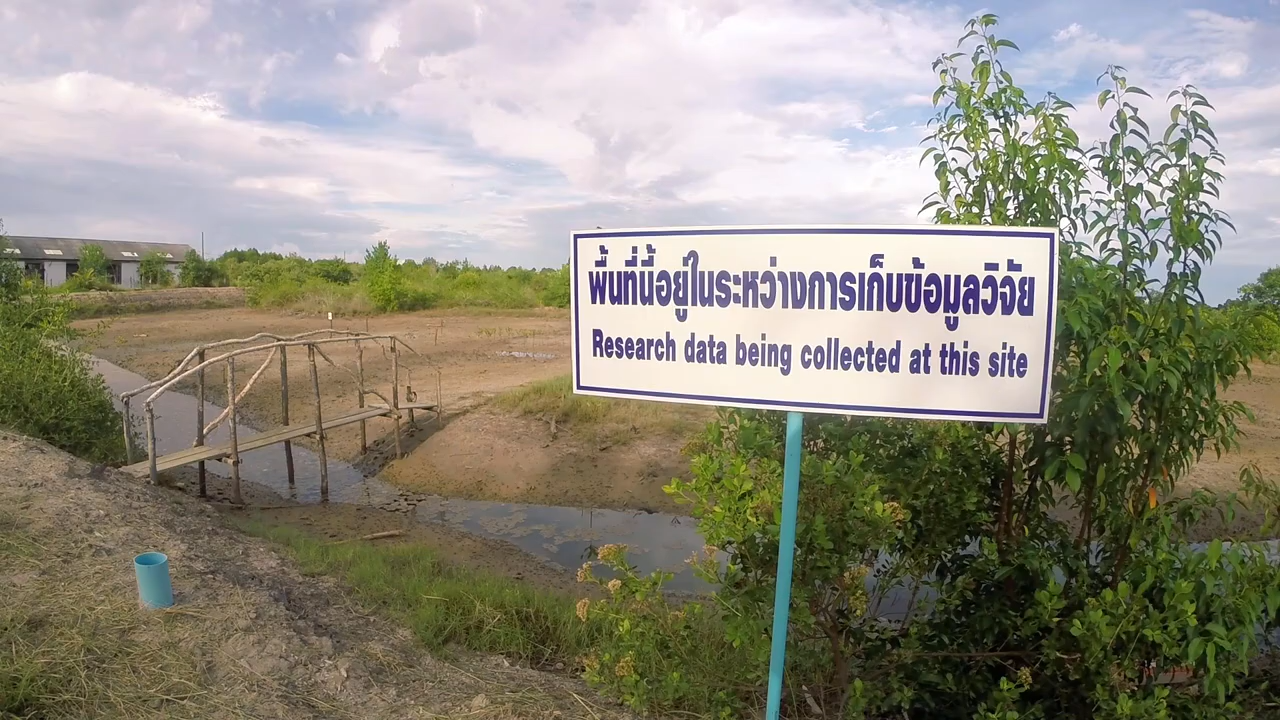 พื้นที่นี้อยู่ในระหว่างการเก็บข้อมูลวิจัย
Research data being collected at this site